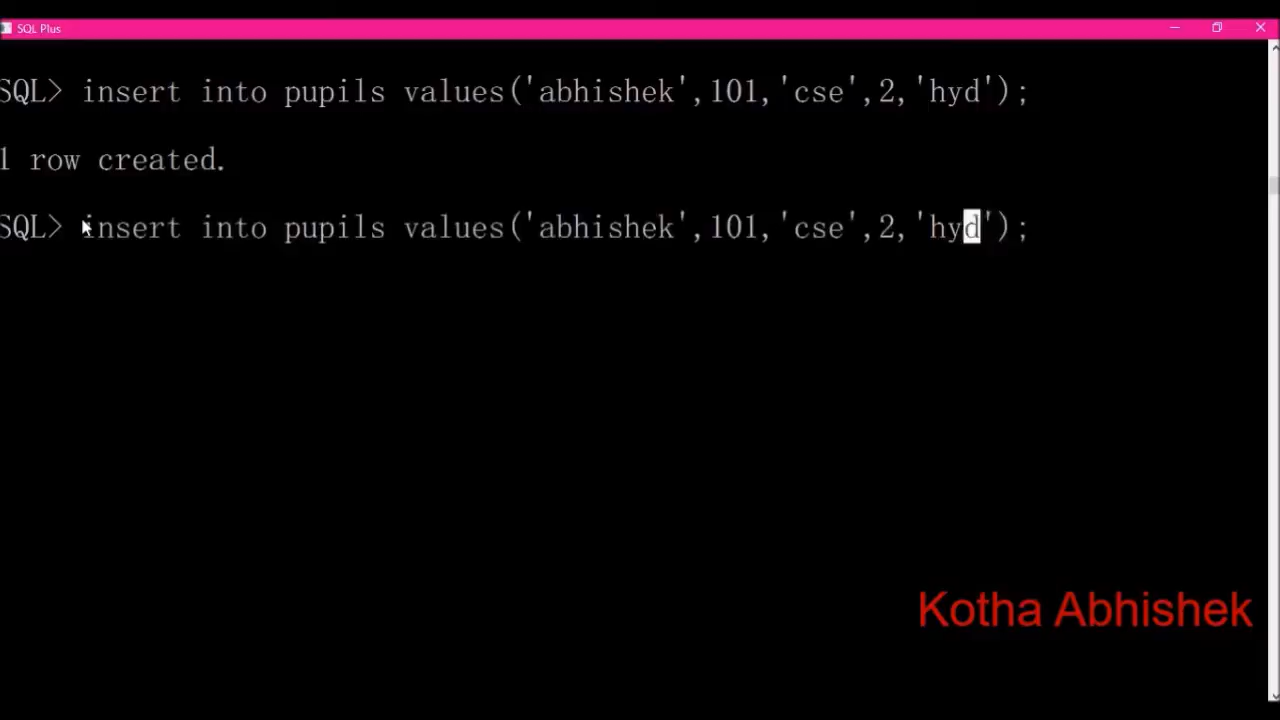 SQL Plus
SQL> insert into pupils values('abhishek',101,'cse',2,'hyd');
1 row created.
SQL> insert into pupils values('abhishek',101,'cse',2,'hyd');
Kotha Abhishek